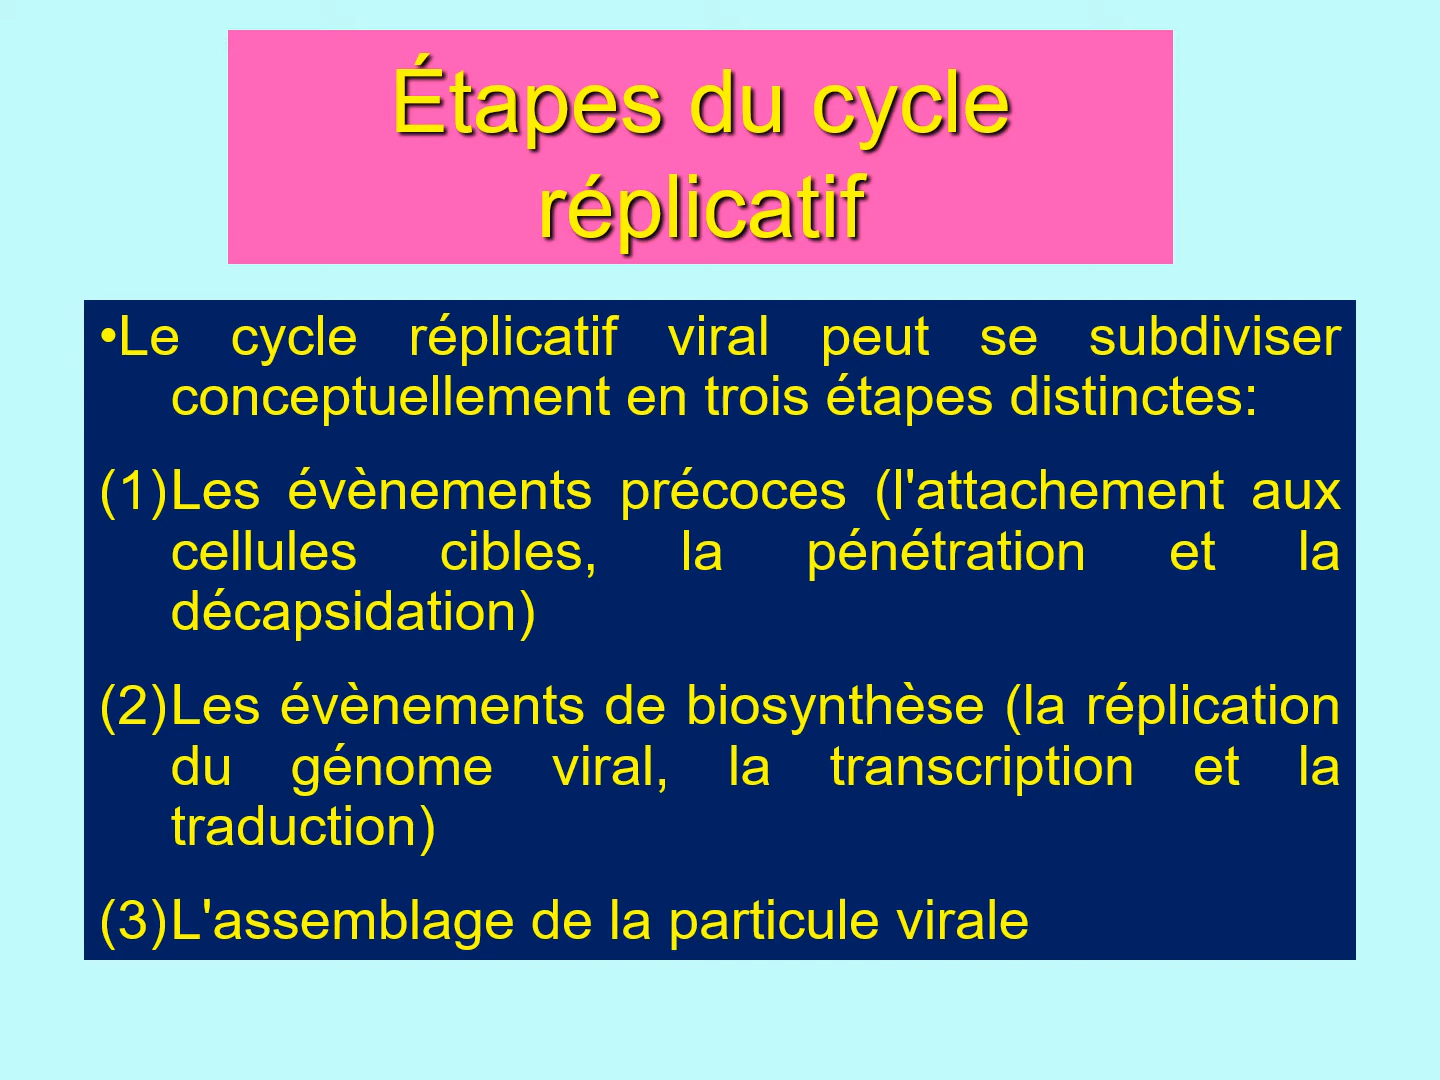 Étapes du cycle
réplicatif
•Le cycle réplicatif viral peut se subdiviser
conceptuellement en trois étapes distinctes:
(1)Les évènements précoces (l'attachement aux
cellules cibles, la pénétration et la
décapsidation)
(2)Les évènements de biosynthèse (la réplication
du génome viral, la transcription et la
traduction)
(3)L'assemblage de la particule virale